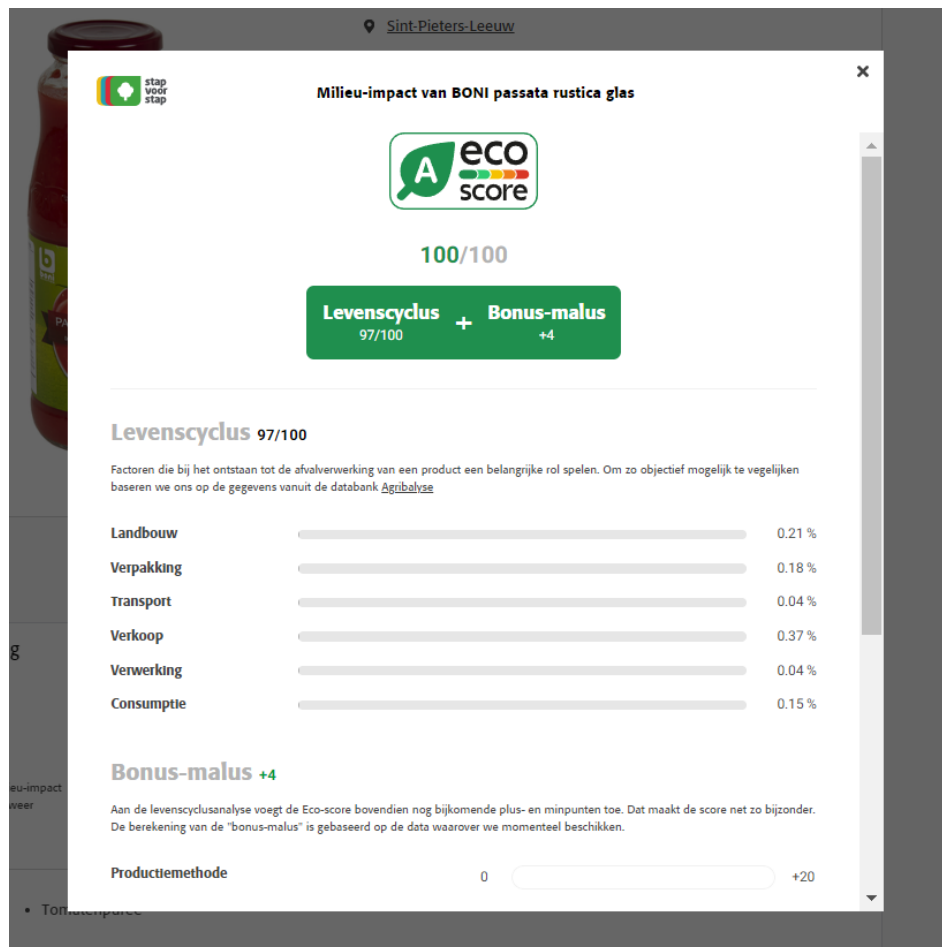 Sint-Pieters-Leeuw
stap
voor
stap
Milieu-impact van BONI passata rustica glas
×
A eco
score
100/100
Levenscyclus + Bonus-malus
97/100 +4
Levenscyclus 97/100
Factoren die bij het ontstaan tot de afvalverwerking van een product een belangrijke rol spelen. Om zo objectief mogelijk te vegelijken
baseren we ons op de gegevens vanuit de databank Agribalyse
Landbouw 0.21 %
Verpakking 0.18 %
Transport 0.04 %
Verkoop 0.37 %
Verwerking 0.04 %
Consumptie 0.15 %
Bonus-malus +4
Aan de levenscyclusanalyse voegt de Eco-score bovendien nog bijkomende plus- en minpunten toe. Dat maakt de score net zo bijzonder.
De berekening van de "bonus-malus" is gebaseerd op de data waarover we momenteel beschikken.
Productiemethode 0 +20
b
boni
PA
g
eu-impact
weer
• Tomatenpuree